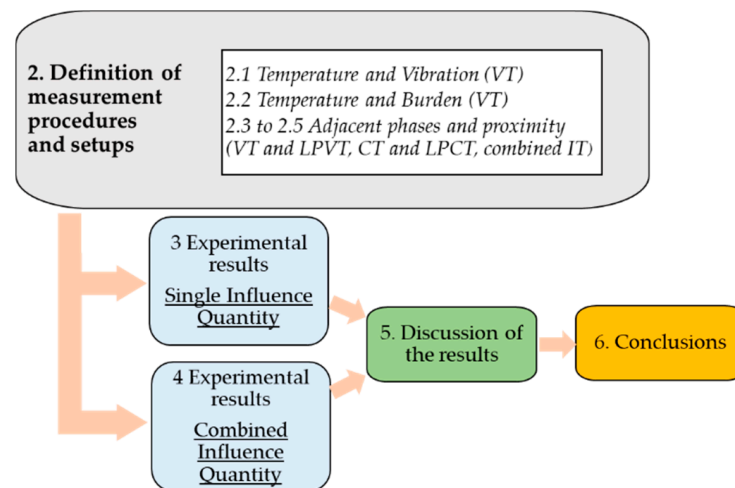 2. Definition of
measurement
procedures
and setups
2.1 Temperature and Vibration (VT)
2.2 Temperature and Burden (VT)
2.3 to 2.5 Adjacent phases and proximity
(VT and LPVT, CT and LPCT, combined IT)
3 Experimental
results
Single Influence
Quantity
4 Experimental
results
Combined
Influence
Quantity
5. Discussion of
the results
6. Conclusions